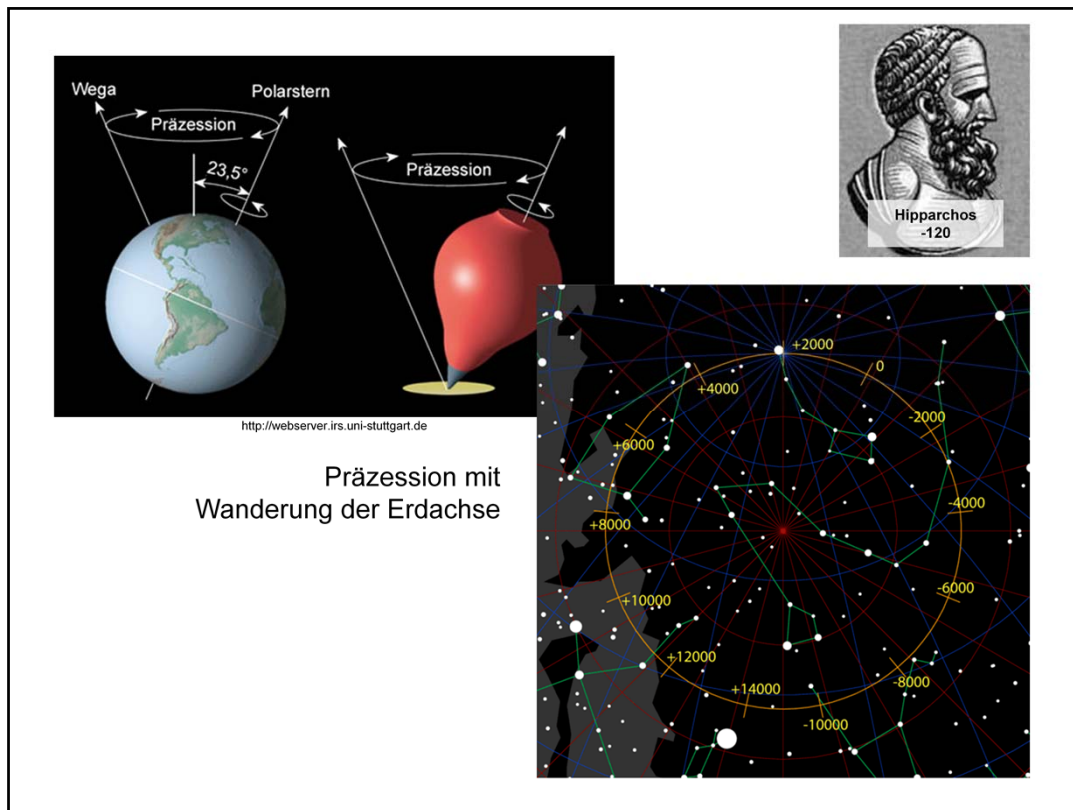 Wega
Polarstern
Präzession
23,5°
Präzession
http://webserver.irs.uni-stuttgart.de
Hipparchos
-120
Präzession mit
Wanderung der Erdachse
+2000
0
+4000
-2000
+6000
-4000
+8000
-6000
+10000
+12000
-8000
+14000
-10000